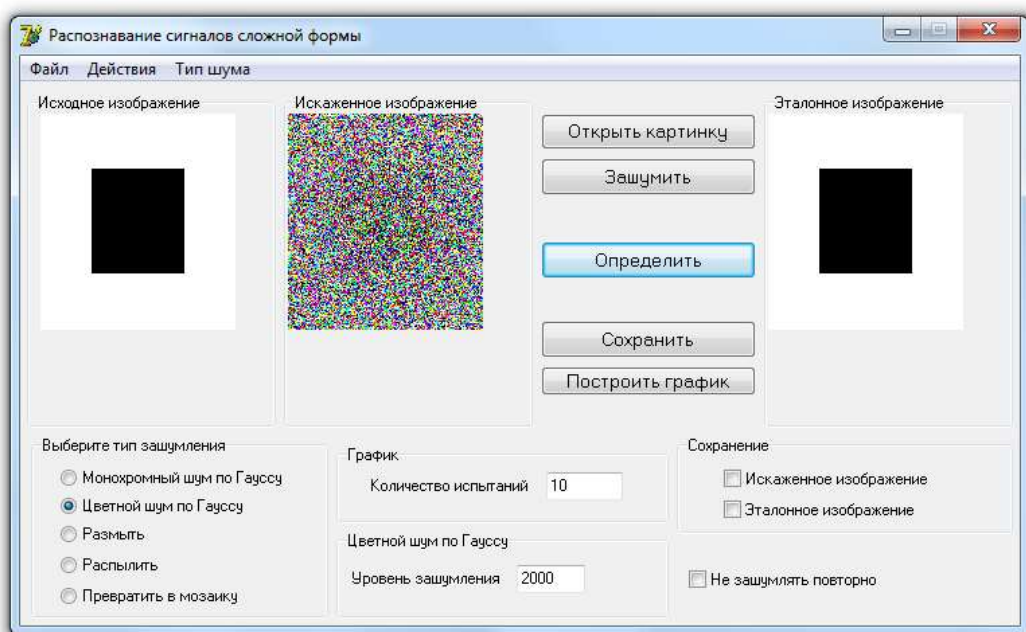 Распознавание сигналов сложной формы
Файл Действия Тип шума
Исходное изображение
Искаженное изображение
Эталонное изображение
Открыть картинку
Зашумить
Определить
Сохранить
Построить график
Выберите тип зашумления
Монохромный шум по Гауссу
Цветной шум по Гауссу
Размыть
Распылить
Превратить в мозаику
График
Количество испытаний 10
Цветной шум по Гауссу
Уровень зашумления 2000
Сохранение
Искаженное изображение
Эталонное изображение
Не зашумлять повторно